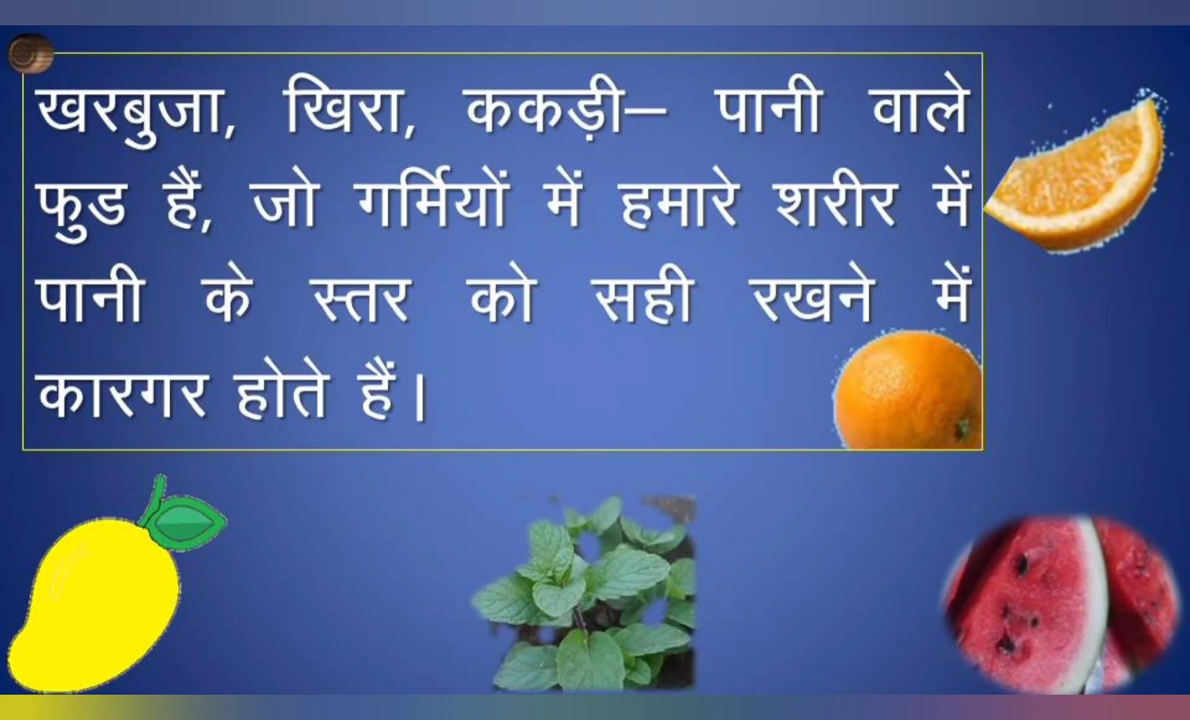 खरबुजा, खिरा, ककड़ी– पानी वाले
फुड हैं, जो गर्मियों में हमारे शरीर में
पानी के स्तर को सही रखने में
कारगर होते हैं।